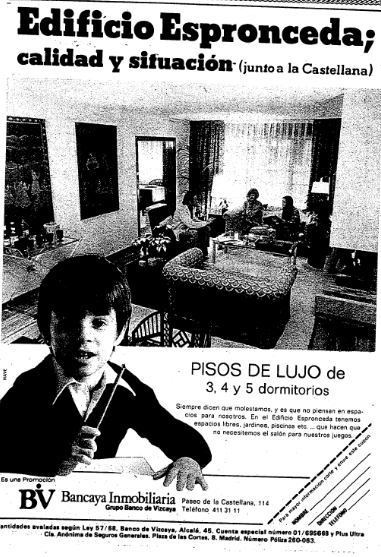 Edificio Espronceda;
calidad y situación (junto a la Castellana)
PISOS DE LUJO de
3, 4 y 5 dormitorios
Siempre dicen que molestamos, y es que no piensan en espa-
cios para nosotros. En el Edificio Espronceda tenemos
espacios libres, jardines, piscinas etc. ... que hacen que
no necesitemos el salón para nuestros juegos.
Es una Promoción
BV Bancaya Inmobiliaria
Grupo Banco de Vizcaya
Paseo de la Castellana, 114
Teléfono 411 31 11
Para mayor información corte y envíe este cupón
NOMBRE
DIRECCIÓN
TELÉFONO
antidades avaladas según Ley 57/68, Banco de Vizcaya, Alcalá, 45. Cuenta especial número 01/695669 y Plus Ultra
Cía. Anónima de Seguros Generales. Plaza de las Cortes, 8. Madrid. Número Póliza 260.053.